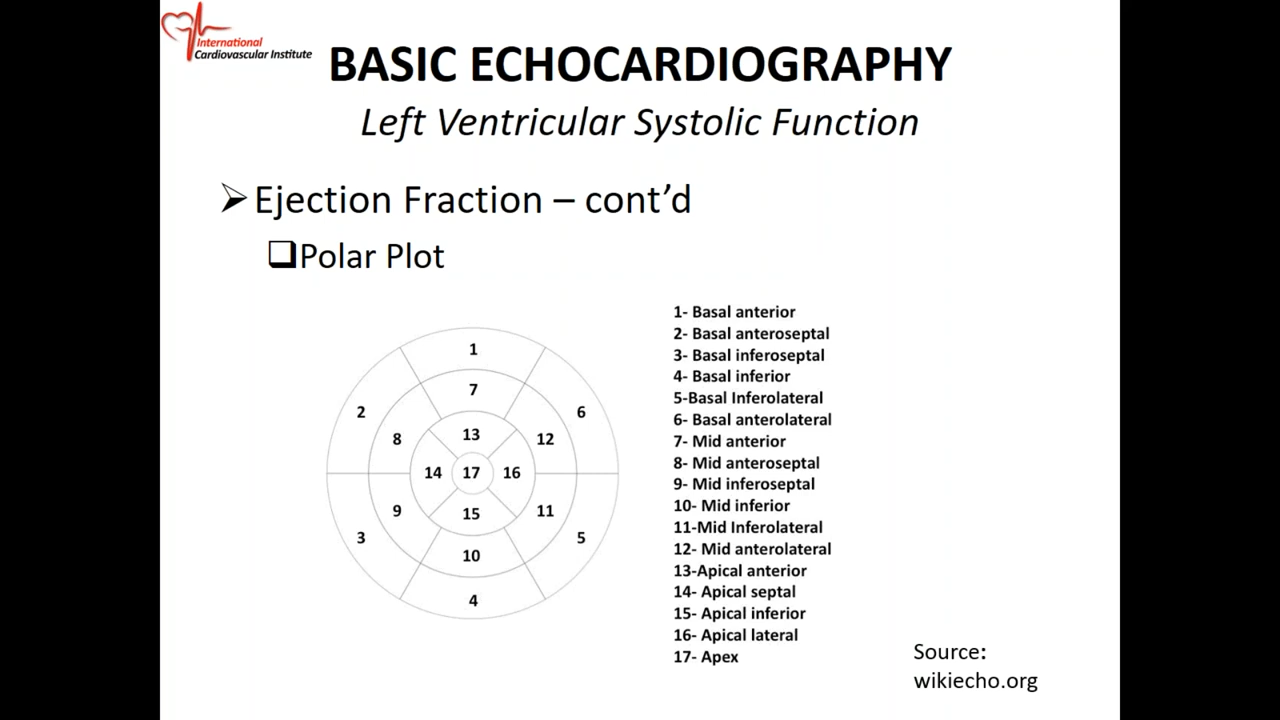 International
Cardiovascular Institute
BASIC ECHOCARDIOGRAPHY
Left Ventricular Systolic Function
Ejection Fraction – cont’d
Polar Plot
1
7
2
6
13
8
12
14
17
16
9
11
15
3
5
10
4
1- Basal anterior
2- Basal anteroseptal
3- Basal inferoseptal
4- Basal inferior
5-Basal Inferolateral
6- Basal anterolateral
7- Mid anterior
8- Mid anteroseptal
9- Mid inferoseptal
10- Mid inferior
11-Mid Inferolateral
12- Mid anterolateral
13-Apical anterior
14- Apical septal
15- Apical inferior
16- Apical lateral
17- Apex
Source:
wikiecho.org